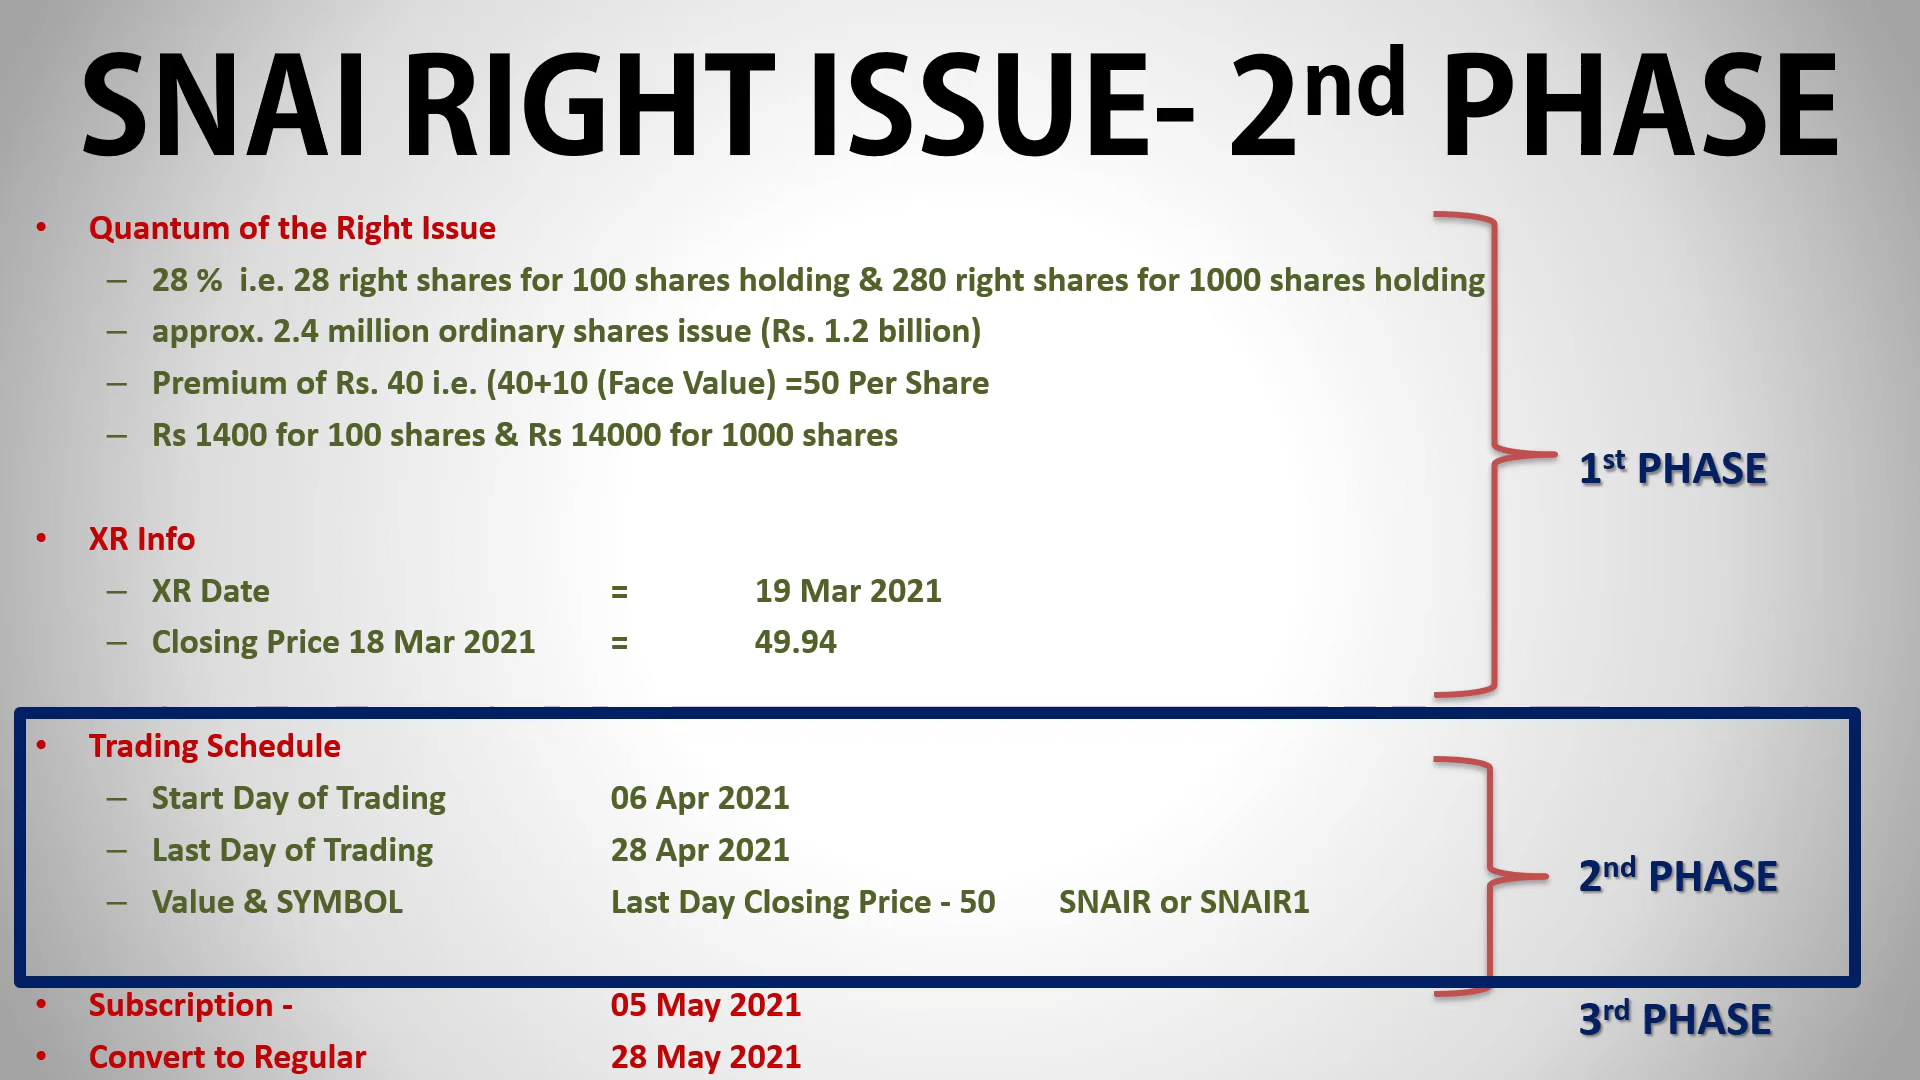 SNAI RIGHT ISSUE- 2nd PHASE
• Quantum of the Right Issue
– 28 % i.e. 28 right shares for 100 shares holding & 280 right shares for 1000 shares holding
– approx. 2.4 million ordinary shares issue (Rs. 1.2 billion)
– Premium of Rs. 40 i.e. (40+10 (Face Value) =50 Per Share
– Rs 1400 for 100 shares & Rs 14000 for 1000 shares
1st PHASE
• XR Info
– XR Date = 19 Mar 2021
– Closing Price 18 Mar 2021 = 49.94
• Trading Schedule
– Start Day of Trading 06 Apr 2021
– Last Day of Trading 28 Apr 2021
– Value & SYMBOL Last Day Closing Price - 50 SNAIR or SNAIR1
2nd PHASE
• Subscription - 05 May 2021
3rd PHASE
• Convert to Regular 28 May 2021